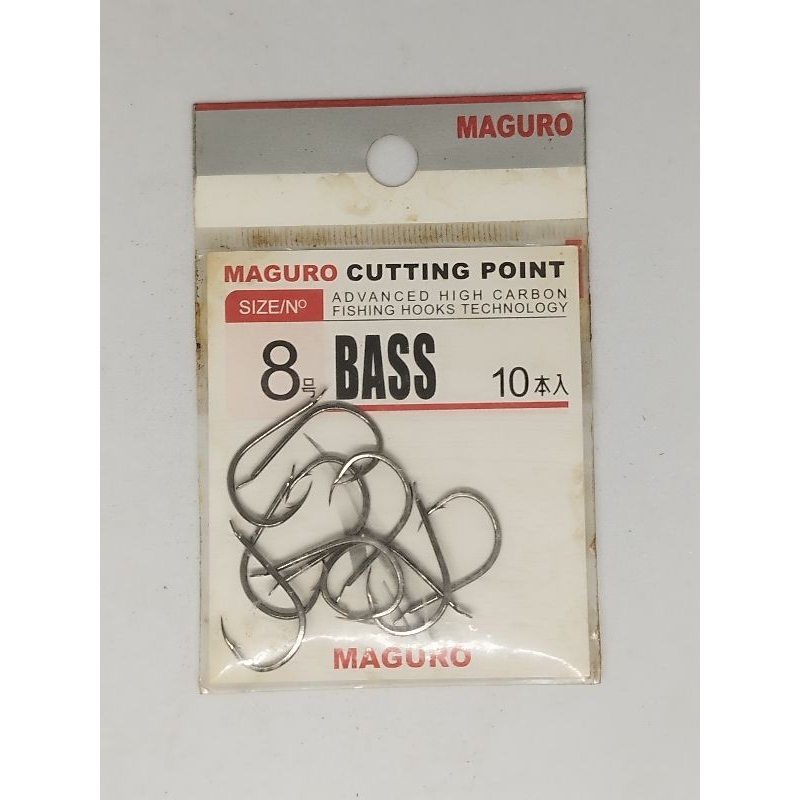 MAGURO
MAGURO CUTTING POINT
SIZE/Nº
ADVANCED HIGH CARBON
FISHING HOOKS TECHNOLOGY
8号 BASS 10本入
MAGURO